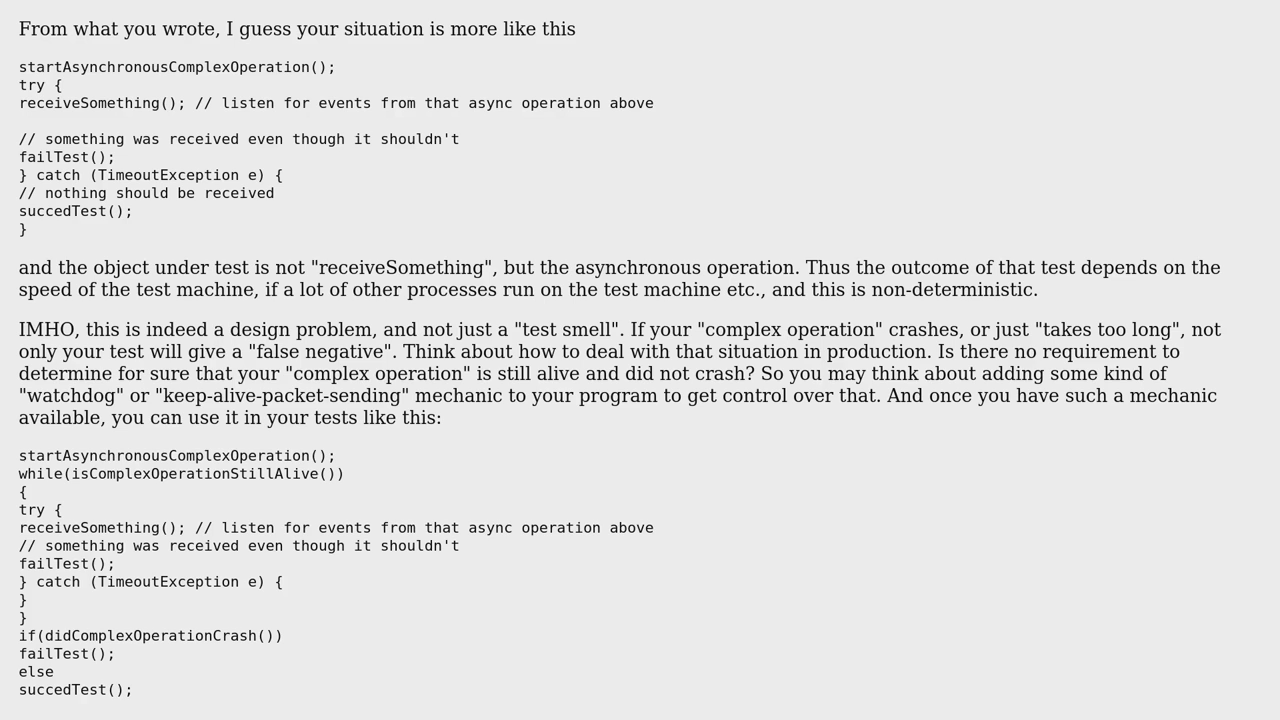 From what you wrote, I guess your situation is more like this
startAsynchronousComplexOperation();
try {
receiveSomething(); // listen for events from that async operation above
// something was received even though it shouldn't
failTest();
} catch (TimeoutException e) {
// nothing should be received
succedTest();
}
and the object under test is not "receiveSomething", but the asynchronous operation. Thus the outcome of that test depends on the
speed of the test machine, if a lot of other processes run on the test machine etc., and this is non-deterministic.
IMHO, this is indeed a design problem, and not just a "test smell". If your "complex operation" crashes, or just "takes too long", not
only your test will give a "false negative". Think about how to deal with that situation in production. Is there no requirement to
determine for sure that your "complex operation" is still alive and did not crash? So you may think about adding some kind of
"watchdog" or "keep-alive-packet-sending" mechanic to your program to get control over that. And once you have such a mechanic
available, you can use it in your tests like this:
startAsynchronousComplexOperation();
while(isComplexOperationStillAlive())
{
try {
receiveSomething(); // listen for events from that async operation above
// something was received even though it shouldn't
failTest();
} catch (TimeoutException e) {
}
}
if(didComplexOperationCrash())
failTest();
else
succedTest();